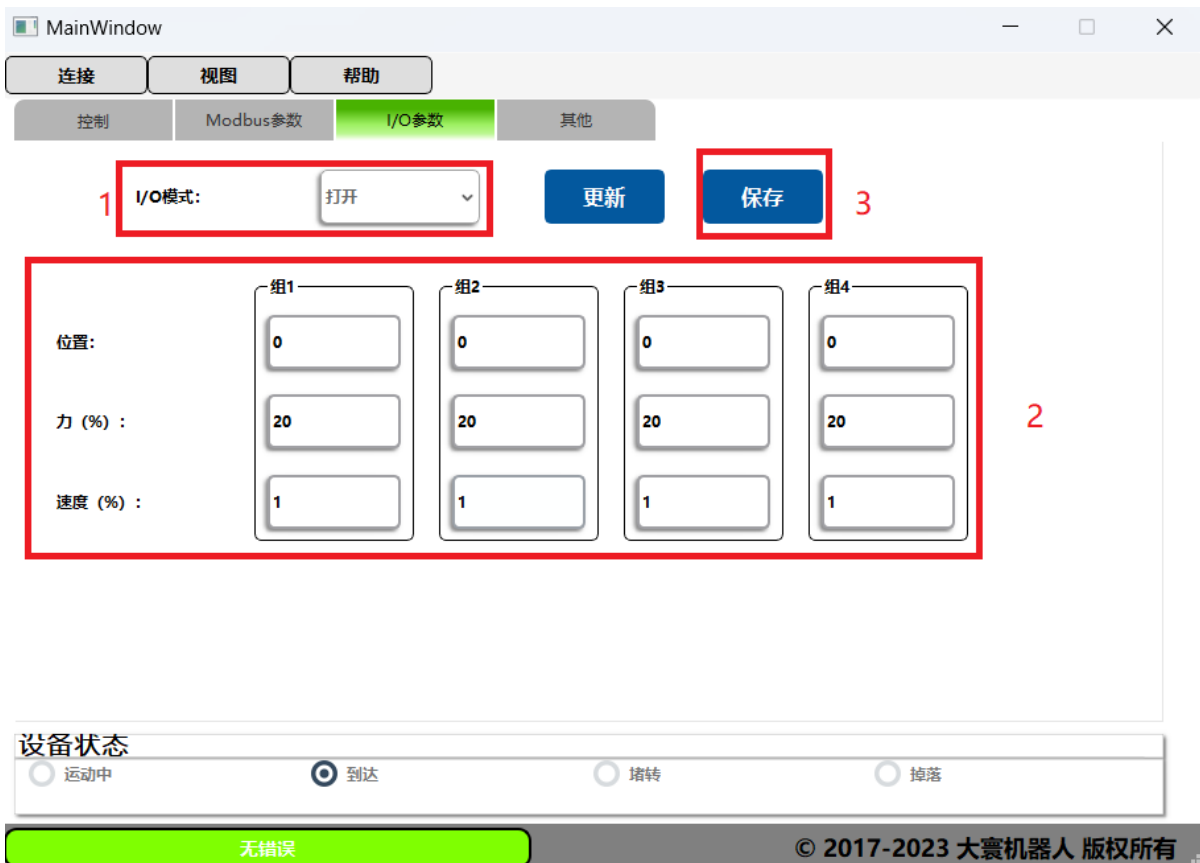 MainWindow
连接 视图 帮助
控制 Modbus参数 I/O参数 其他
1 I/O模式: 打开 更新 保存 3
组1 组2 组3 组4
位置: 0 0 0 0
力（%）: 20 20 20 20 2
速度（%）: 1 1 1 1
设备状态
运动中 到达 堵转 掉落
无错误 © 2017-2023 大寰机器人 版权所有